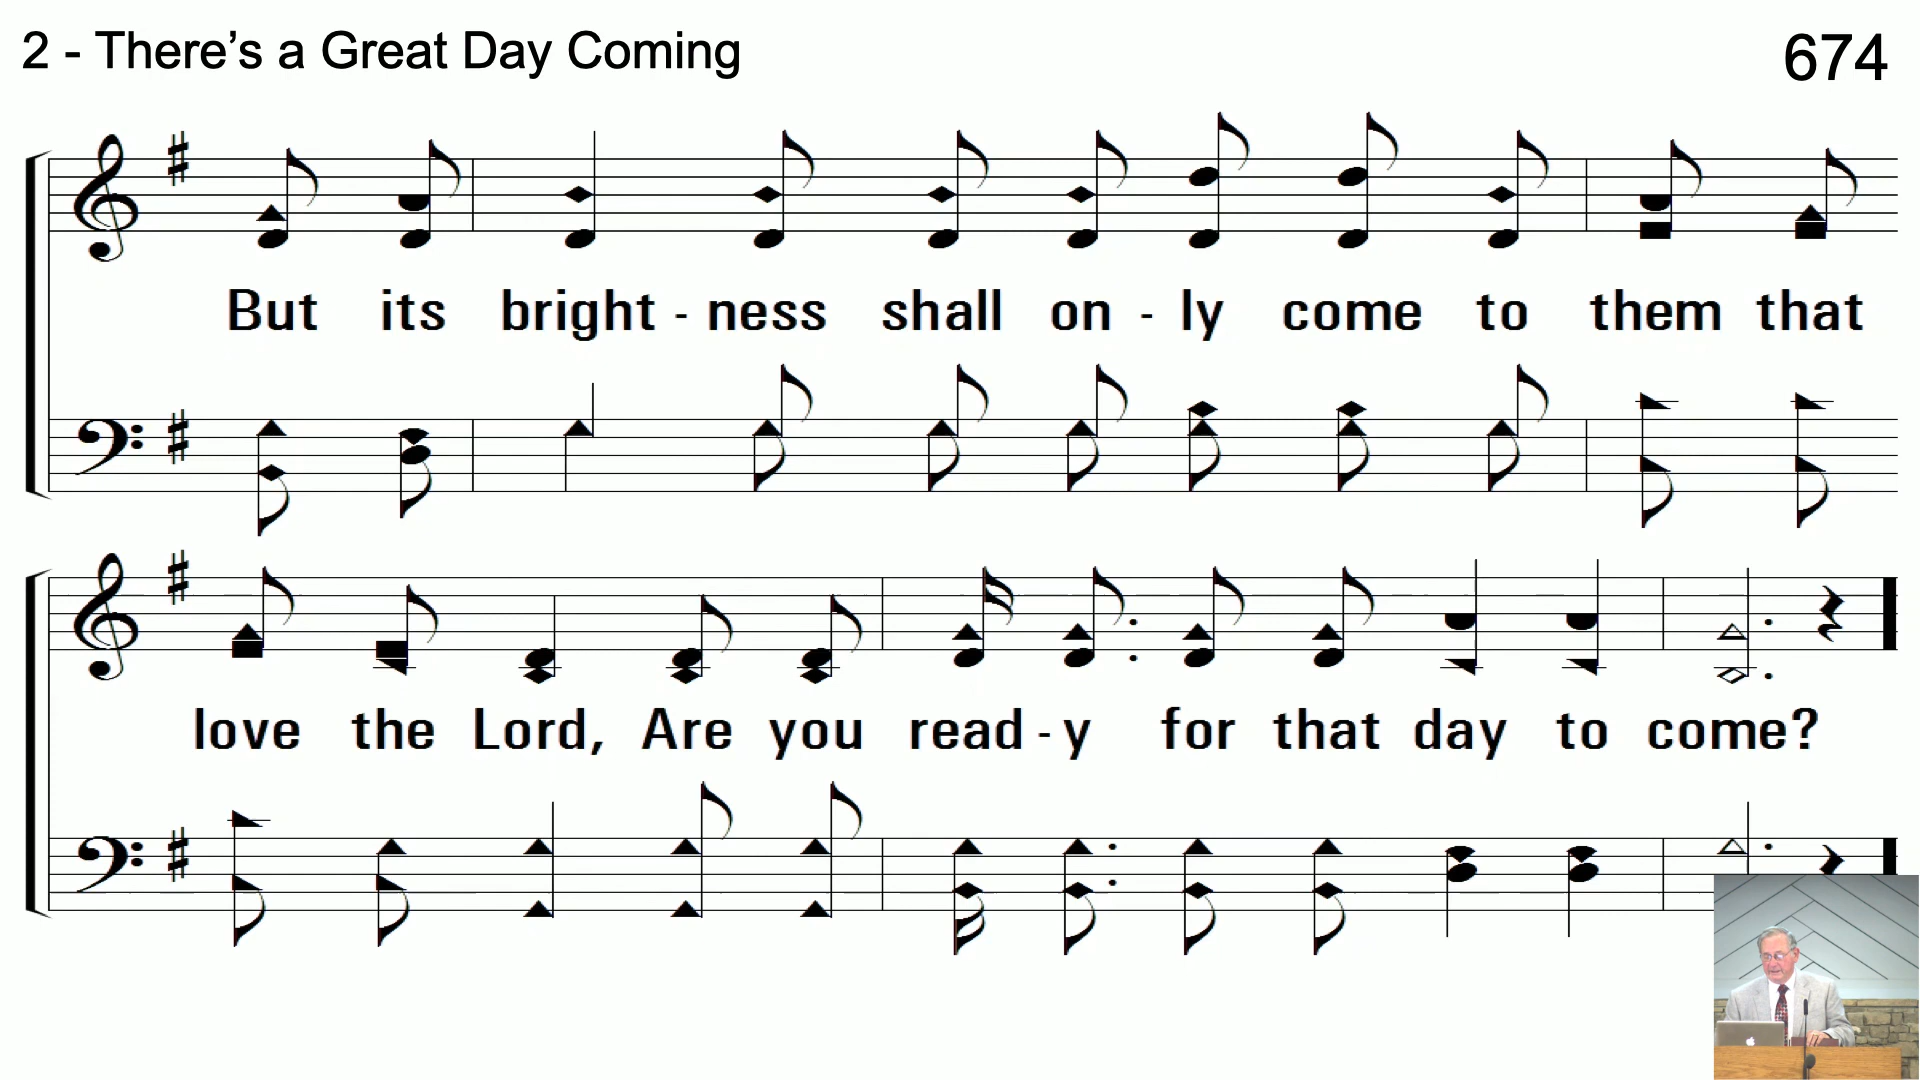 2 - There’s a Great Day Coming
674
But its bright - ness shall on - ly come to them that
love the Lord, Are you read - y for that day to come?